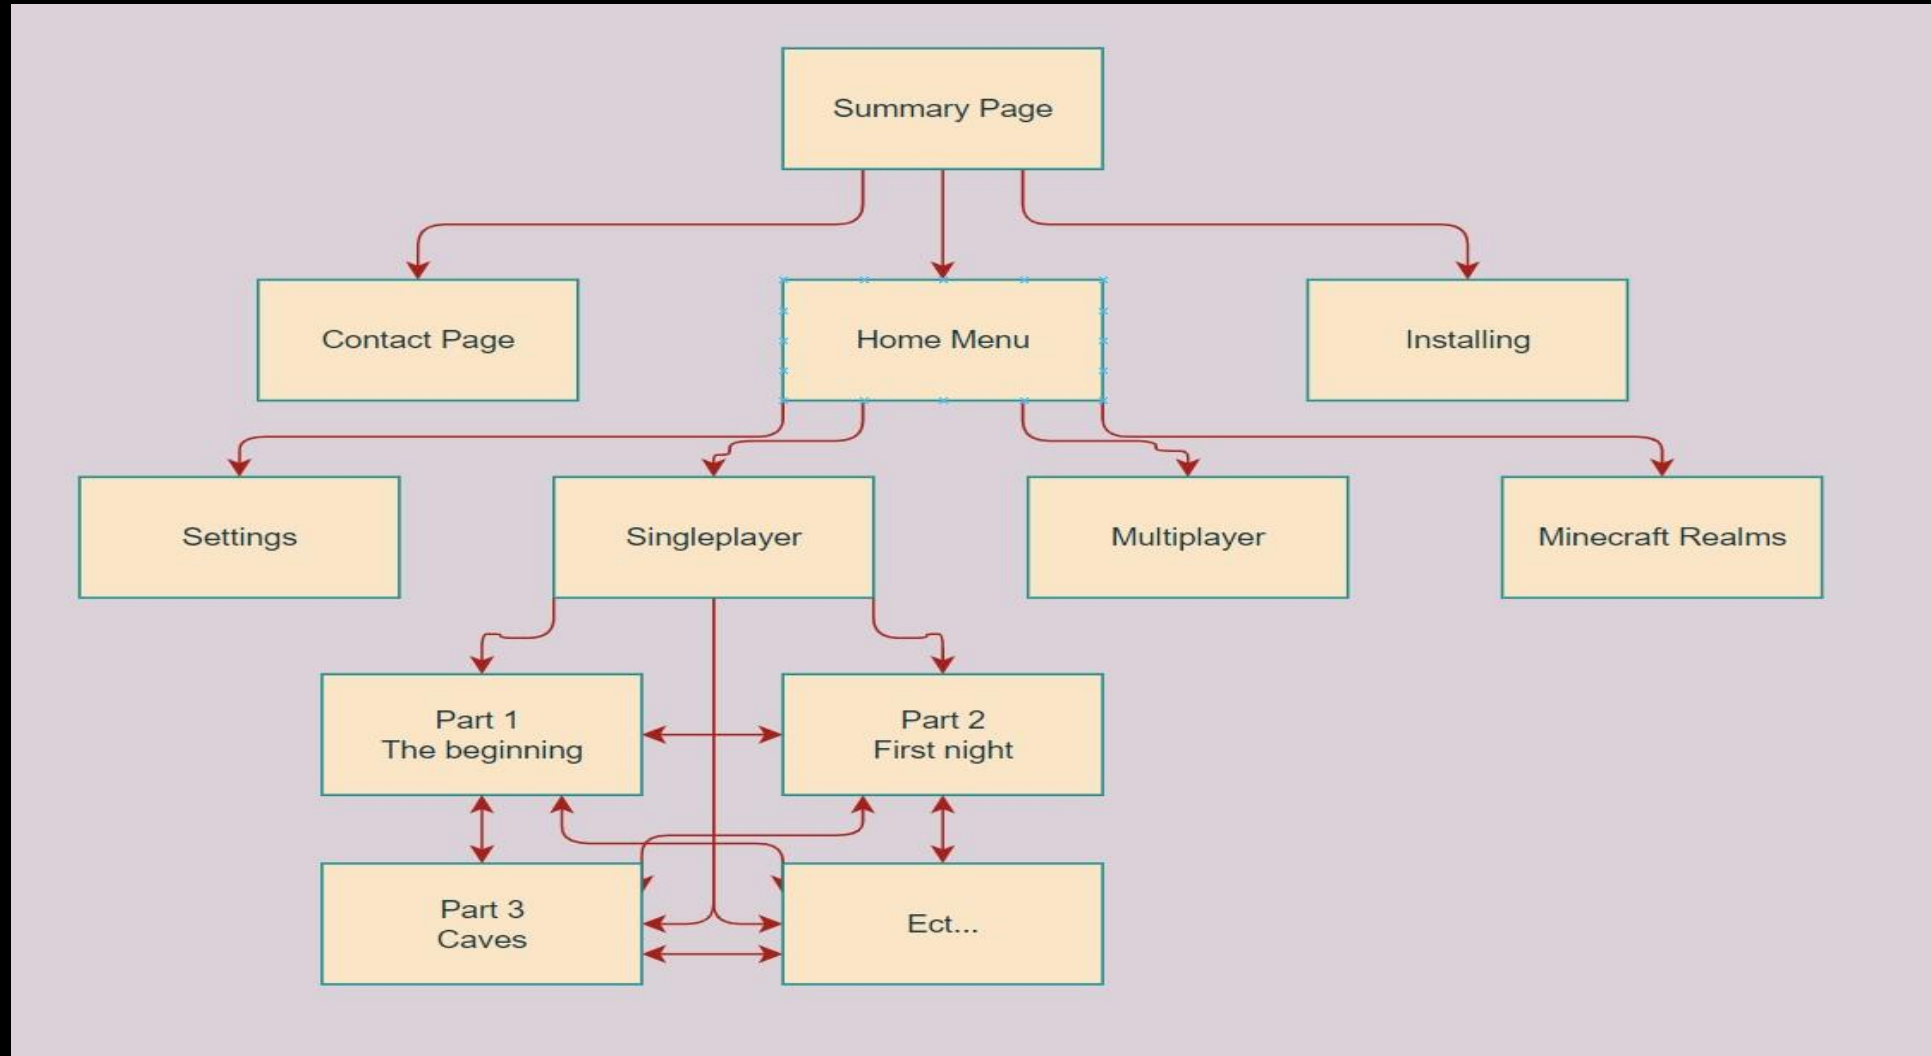 Summary Page
Contact Page
Home Menu
Installing
Settings
Singleplayer
Multiplayer
Minecraft Realms
Part 1
The beginning
Part 2
First night
Part 3
Caves
Ect...